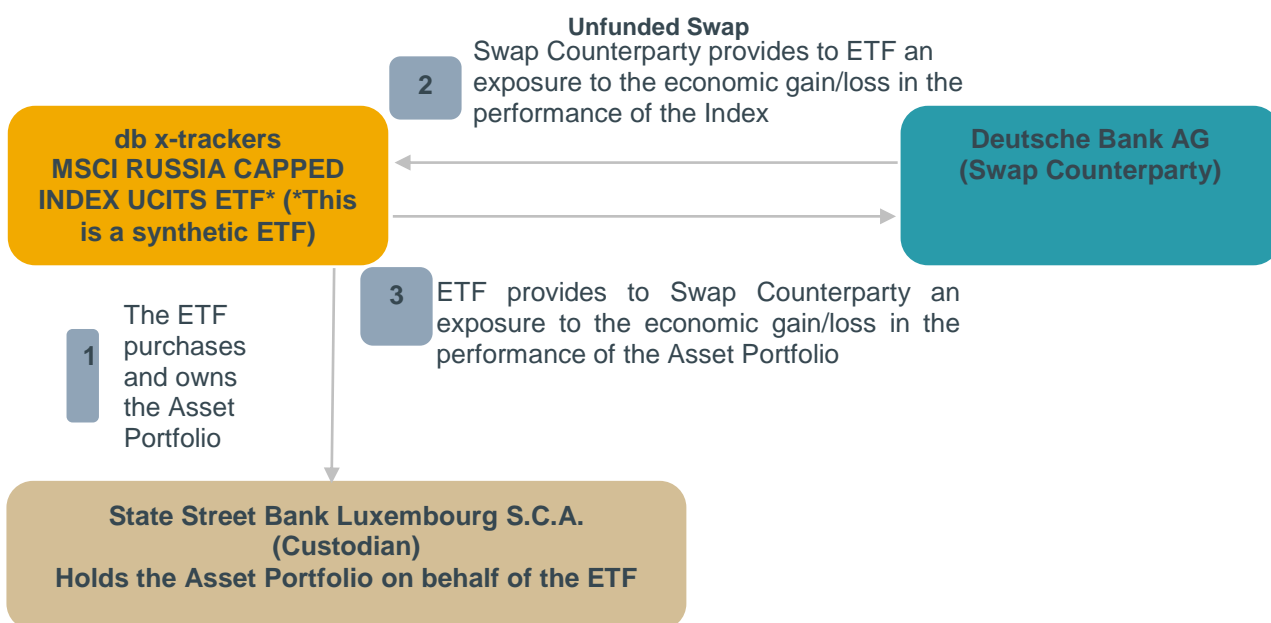 Unfunded Swap
2
Swap Counterparty provides to ETF an
exposure to the economic gain/loss in the
performance of the Index
db x-trackers
MSCI RUSSIA CAPPED
INDEX UCITS ETF* (*This
is a synthetic ETF)
Deutsche Bank AG
(Swap Counterparty)
3
ETF provides to Swap Counterparty an
exposure to the economic gain/loss in the
performance of the Asset Portfolio
1
The ETF
purchases
and owns
the Asset
Portfolio
State Street Bank Luxembourg S.C.A.
(Custodian)
Holds the Asset Portfolio on behalf of the ETF